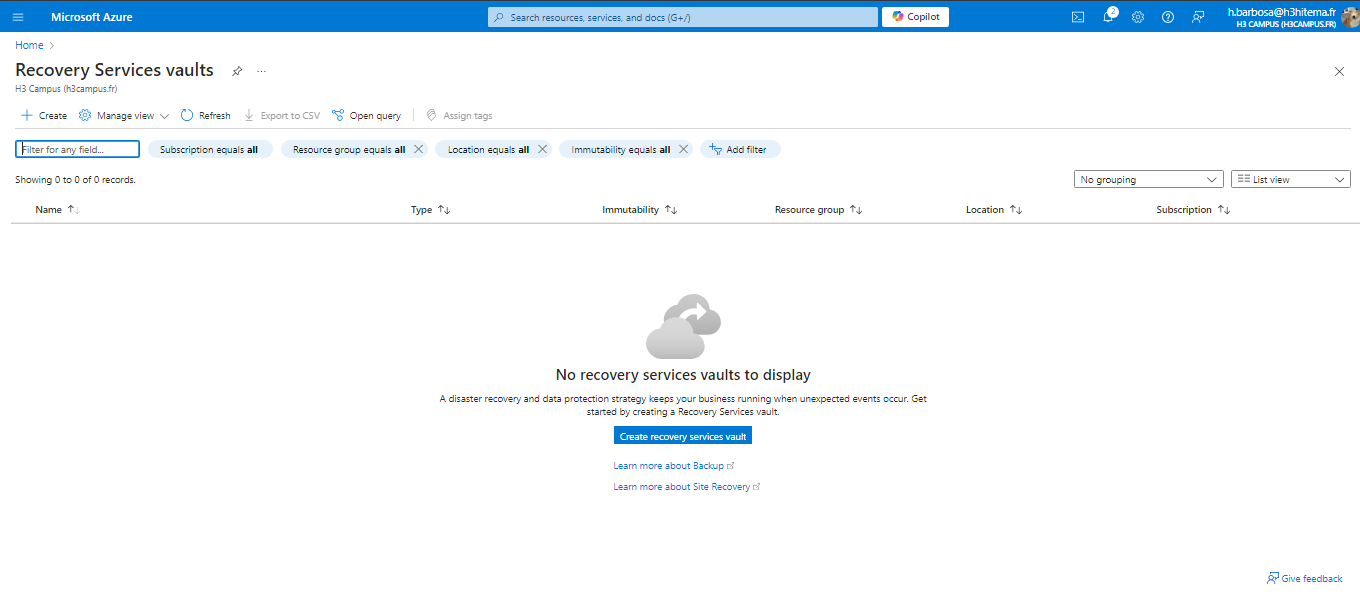 Microsoft Azure
Search resources, services, and docs (G+/)
Copilot
2
h.barbosa@h3hitema.fr
H3 CAMPUS (H3CAMPUS.FR)
Home
Recovery Services vaults
...
H3 Campus (h3campus.fr)
Create
Manage view
Refresh
Export to CSV
Open query
Assign tags
Filter for any field...
Subscription equals all
Resource group equals all
Location equals all
Immutability equals all
Add filter
Showing 0 to 0 of 0 records.
No grouping
List view
Name
Type
Immutability
Resource group
Location
Subscription
No recovery services vaults to display
A disaster recovery and data protection strategy keeps your business running when unexpected events occur. Get
started by creating a Recovery Services vault.
Create recovery services vault
Learn more about Backup
Learn more about Site Recovery
Give feedback